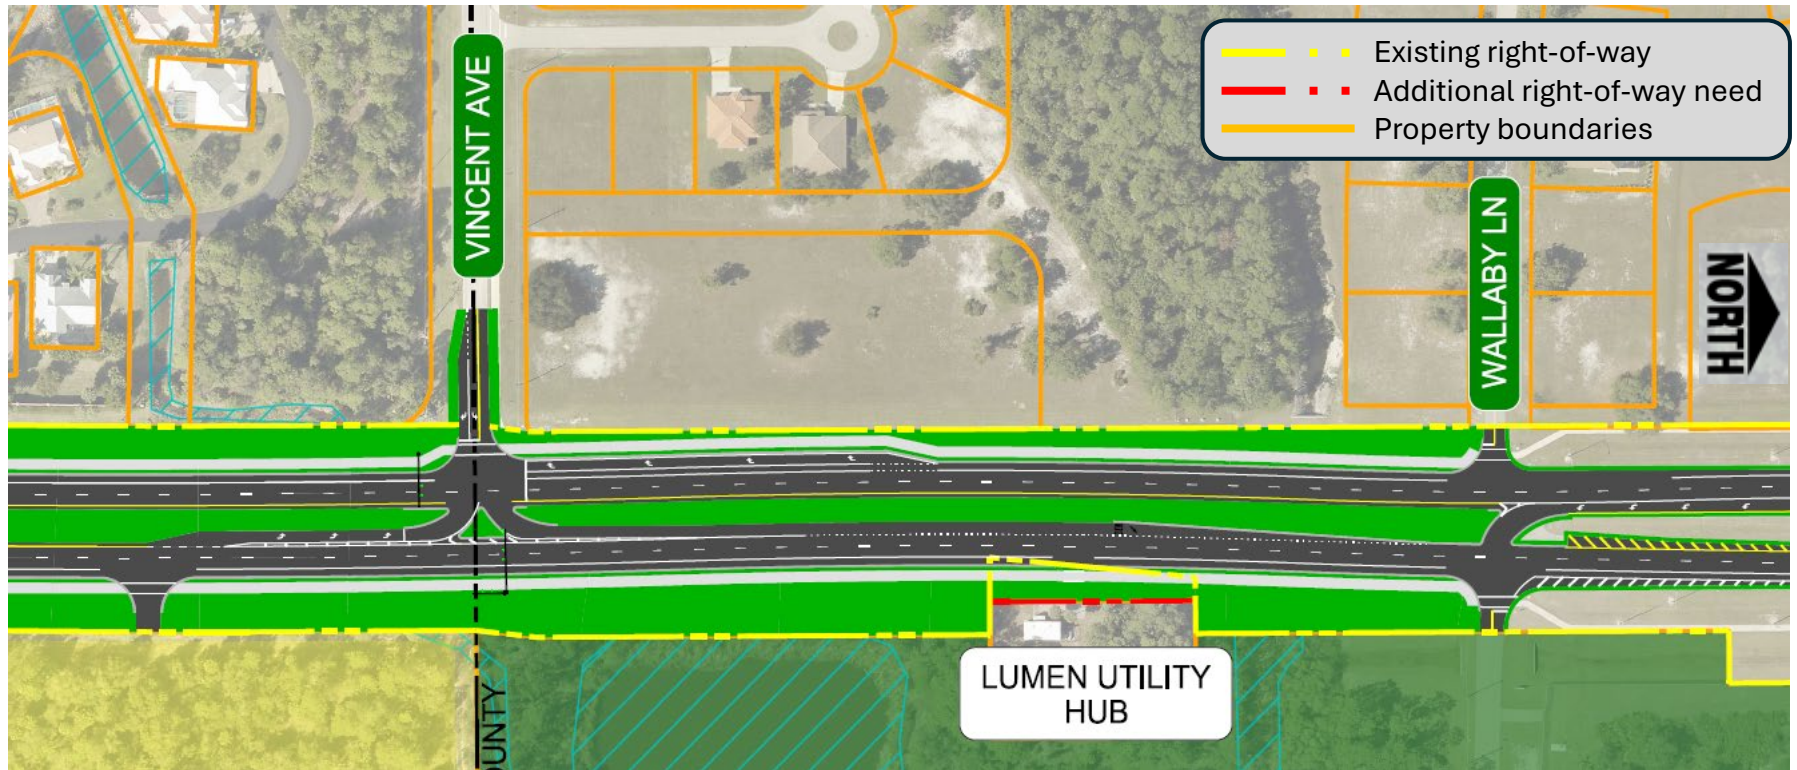 Existing right-of-way
Additional right-of-way need
Property boundaries
VINCENT AVE
WALLABY LN
NORTH
LUMEN UTILITY
HUB
OUNTY